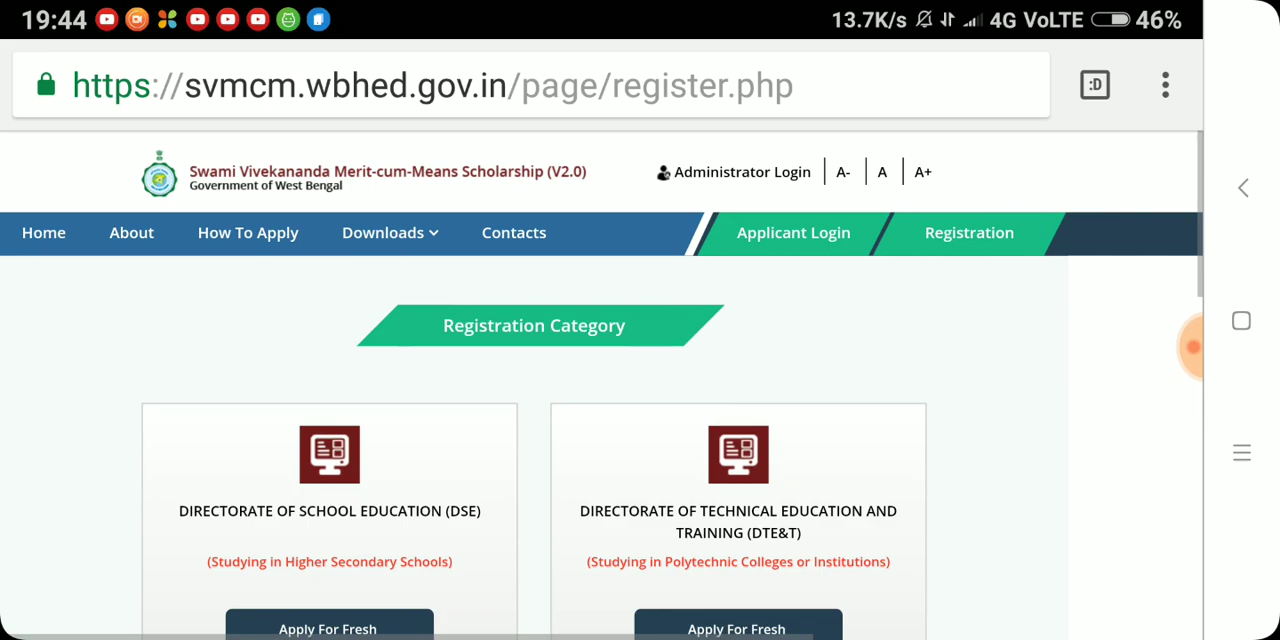 19:44 13.7K/s 4G VoLTE 46%
https://svmcm.wbhed.gov.in/page/register.php :D
Swami Vivekananda Merit-cum-Means Scholarship (V2.0)
Government of West Bengal
Administrator Login A- A A+
Home About How To Apply Downloads Contacts Applicant Login Registration
Registration Category
DIRECTORATE OF SCHOOL EDUCATION (DSE)
(Studying in Higher Secondary Schools)
Apply For Fresh
DIRECTORATE OF TECHNICAL EDUCATION AND
TRAINING (DTE&T)
(Studying in Polytechnic Colleges or Institutions)
Apply For Fresh